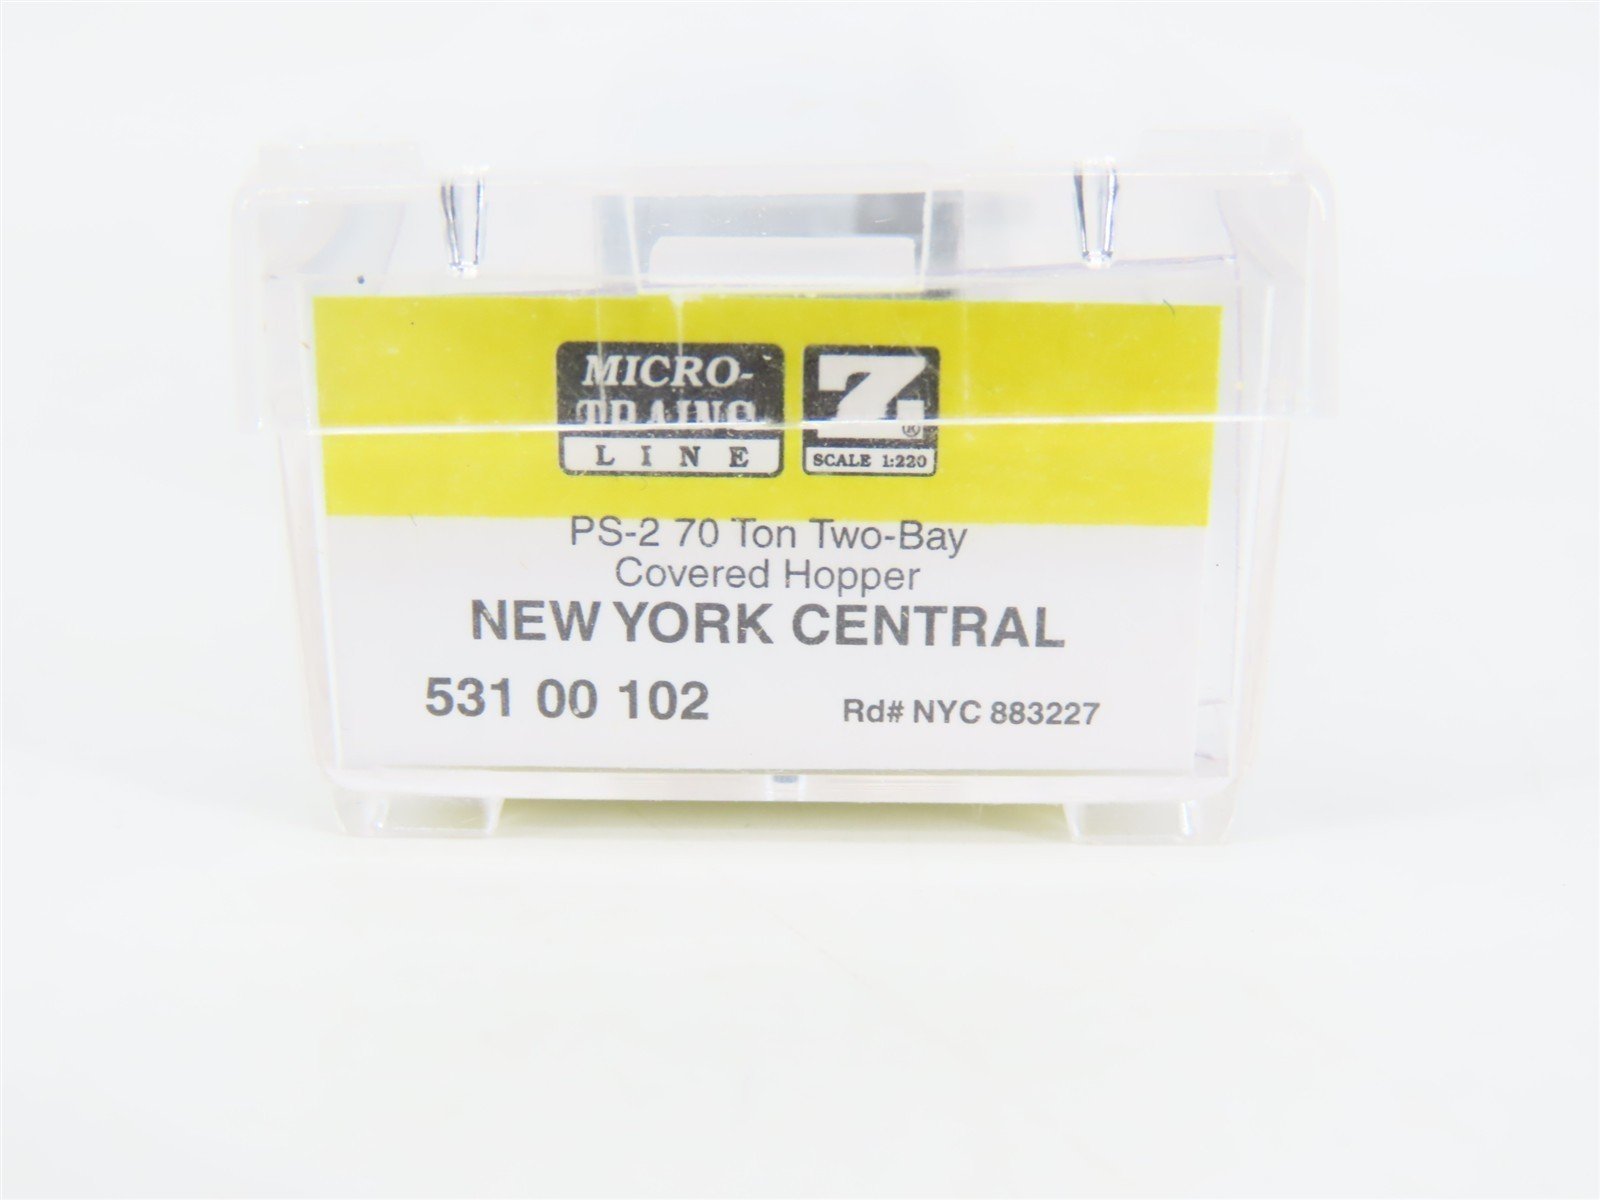 MICRO-
TRAINS
LINE
Z ®
SCALE 1:220
PS-2 70 Ton Two-Bay
Covered Hopper
NEW YORK CENTRAL
531 00 102 Rd# NYC 883227